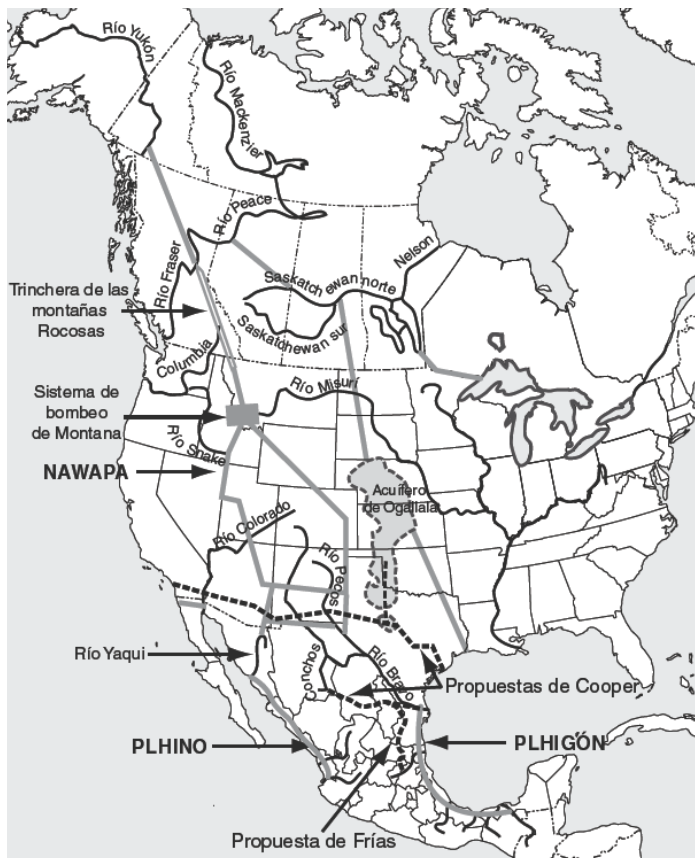 Río Yukón
Río Mackenzier
Río Peace
Río Fraser
Saskatchewan norte
Nelson
Saskatchewan sur
Trinchera de las
montañas
Rocosas
Columbia
Río Misurí
Sistema de
bombeo
de Montana
Río Snake
NAWAPA
Acuífero
de Ogallala
Río Colorado
Río Pecos
Río Yaqui
Conchos
Río Bravo
Propuestas de Cooper
PLHINO
PLHIGÓN
Propuesta de Frías